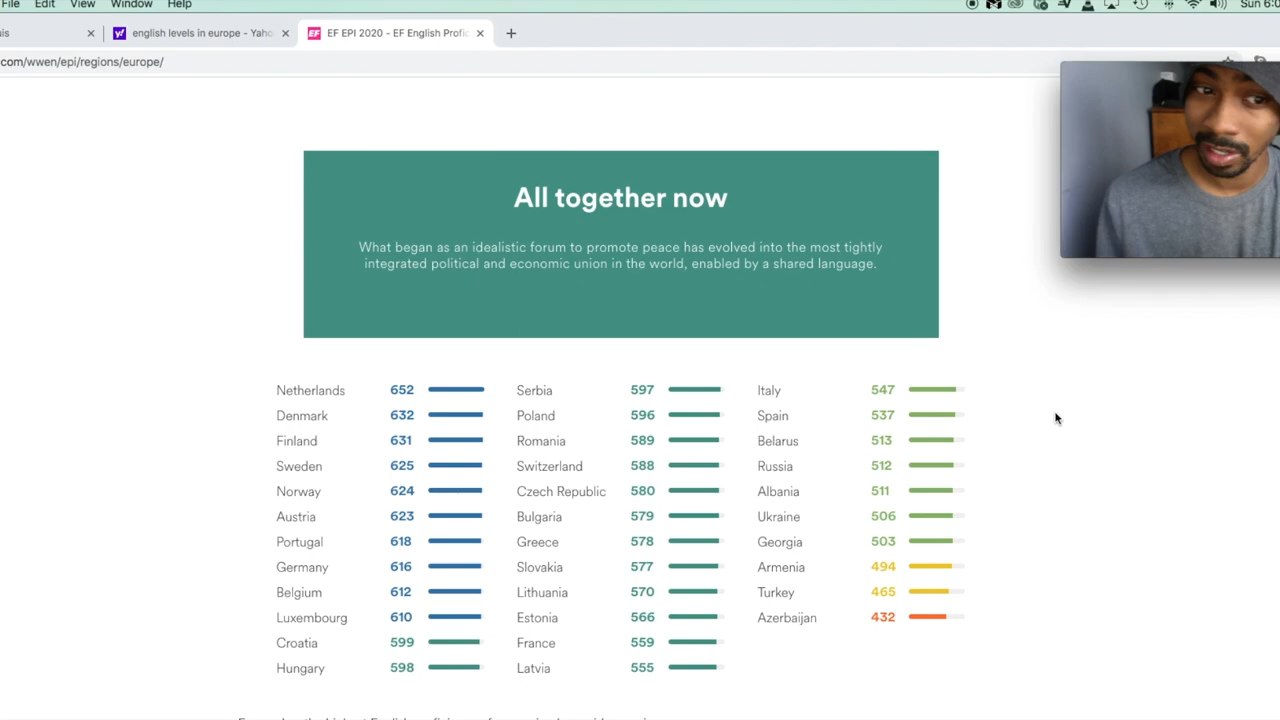 File Edit View Window Help Sun 6:0
is english levels in europe - Yaho EF EF EPI 2020 - EF English Profic
com/wwen/epi/regions/europe/
All together now
What began as an idealistic forum to promote peace has evolved into the most tightly
integrated political and economic union in the world, enabled by a shared language.
Netherlands 652 Serbia 597 Italy 547
Denmark 632 Poland 596 Spain 537
Finland 631 Romania 589 Belarus 513
Sweden 625 Switzerland 588 Russia 512
Norway 624 Czech Republic 580 Albania 511
Austria 623 Bulgaria 579 Ukraine 506
Portugal 618 Greece 578 Georgia 503
Germany 616 Slovakia 577 Armenia 494
Belgium 612 Lithuania 570 Turkey 465
Luxembourg 610 Estonia 566 Azerbaijan 432
Croatia 599 France 559
Hungary 598 Latvia 555